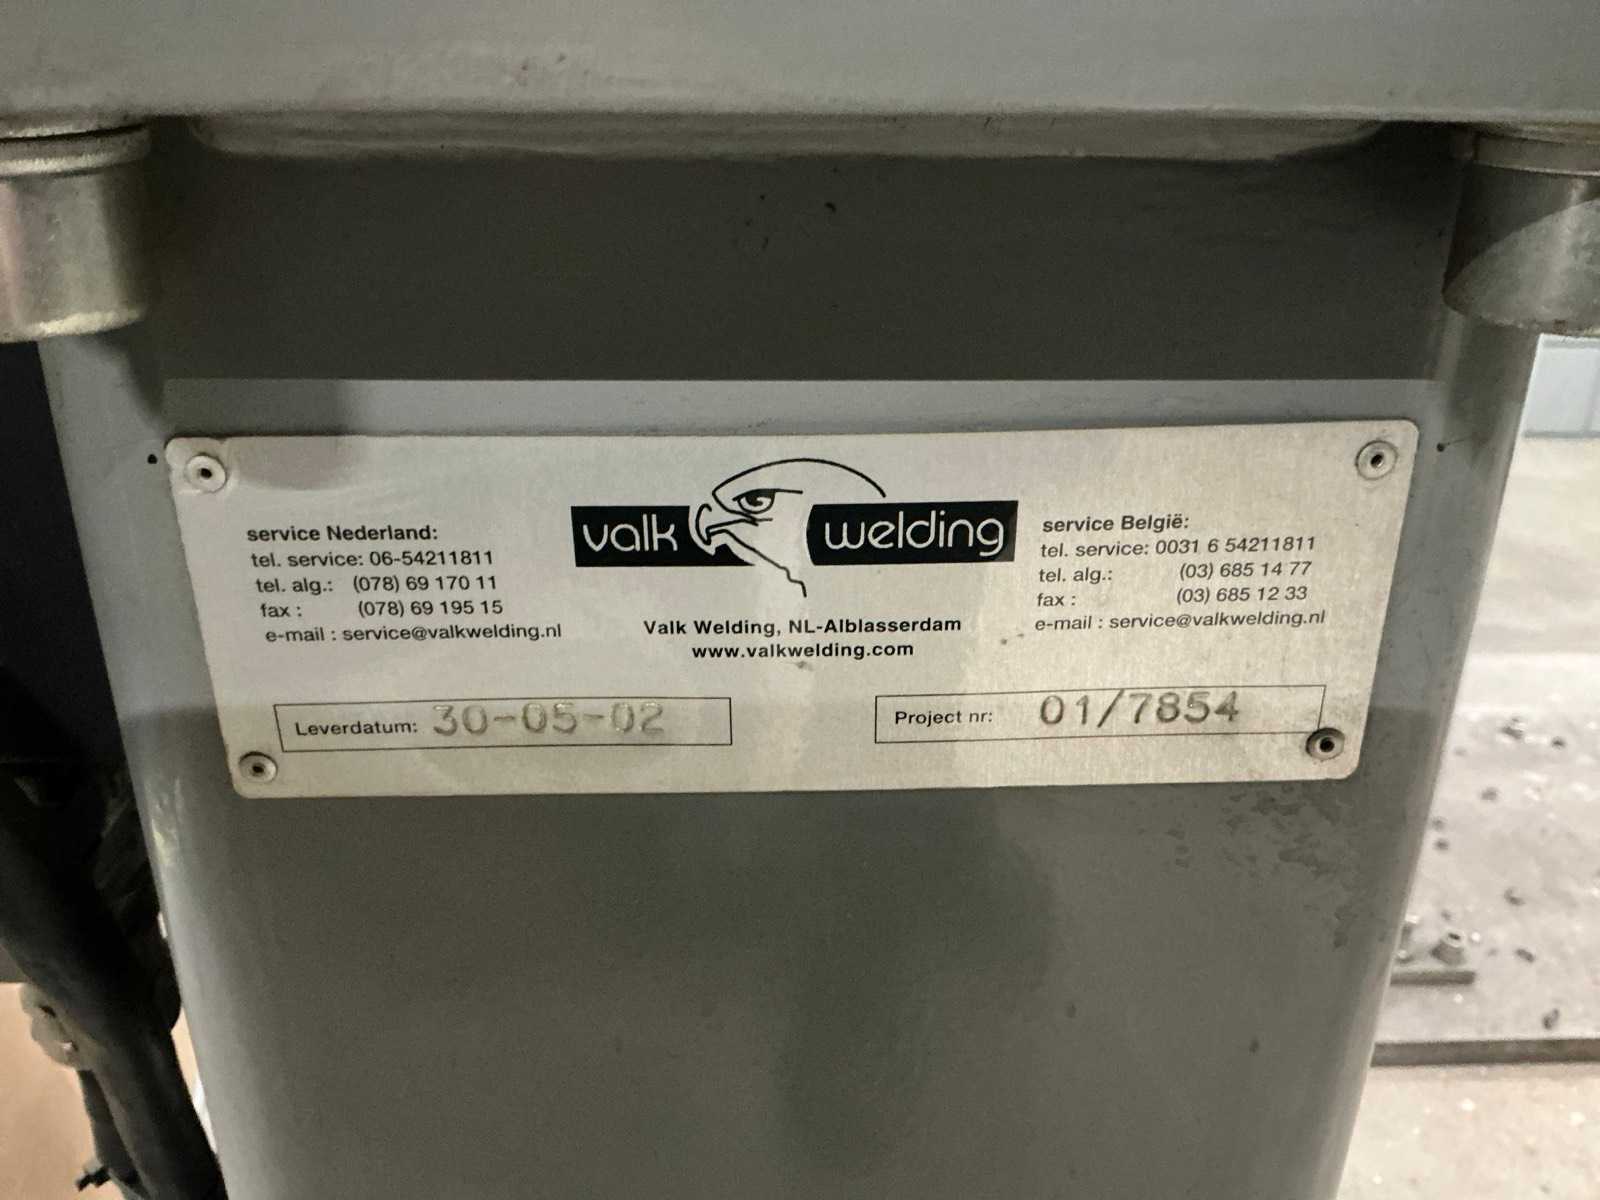 valk welding
service Nederland:
tel. service: 06-54211811
tel. alg.: (078) 69 170 11
fax : (078) 69 195 15
e-mail : service@valkwelding.nl
Valk Welding, NL-Alblasserdam
www.valkwelding.com
service België:
tel. service: 0031 6 54211811
tel. alg.: (03) 685 14 77
fax : (03) 685 12 33
e-mail : service@valkwelding.nl
Leverdatum: 30-05-02
Project nr: 01/7854